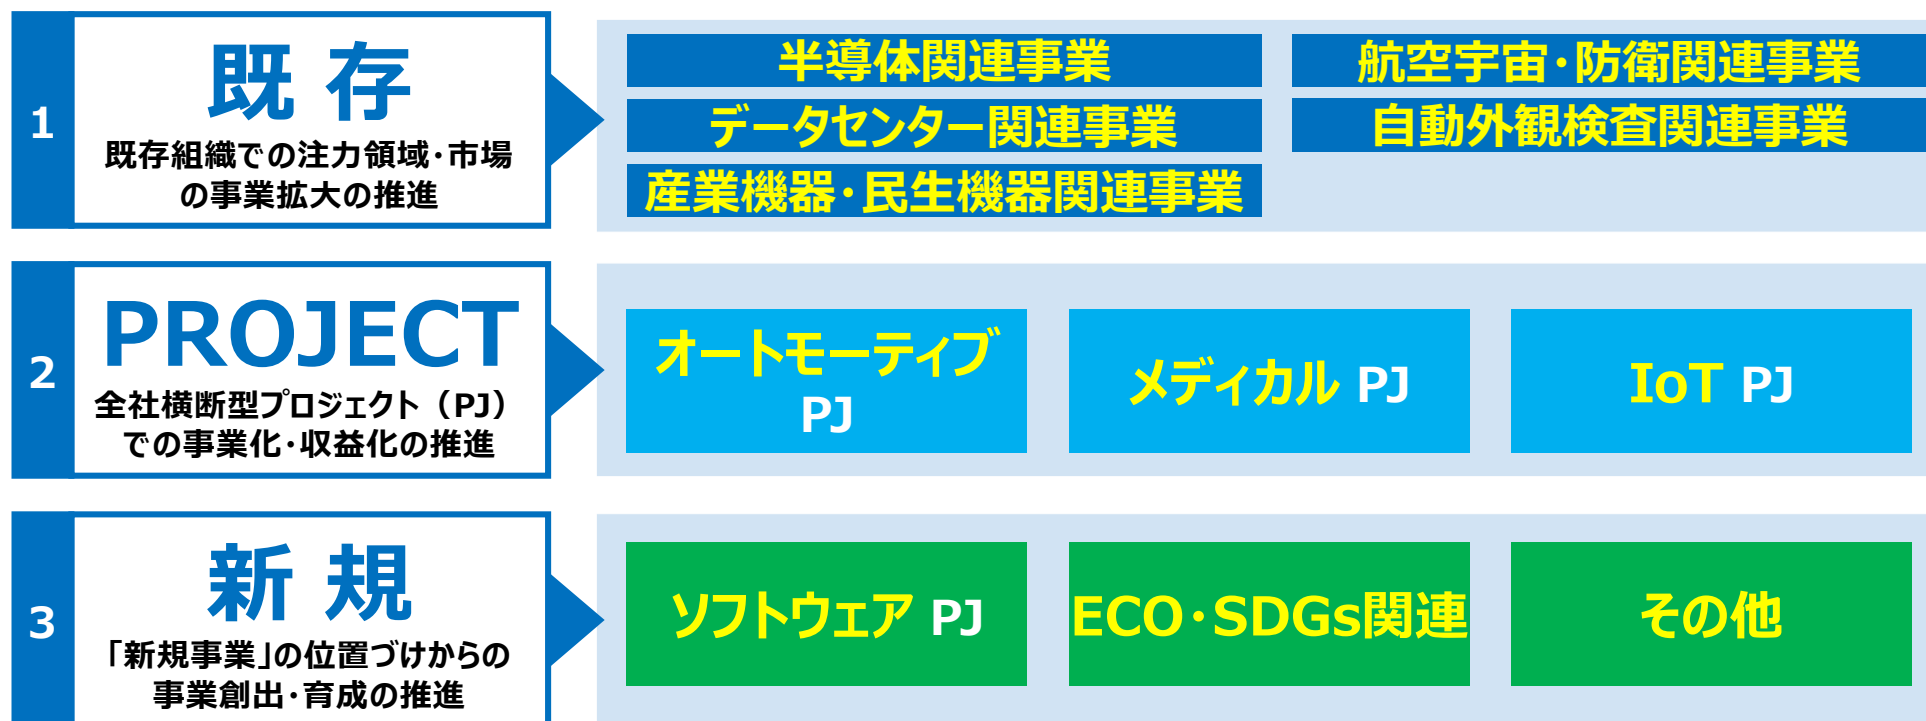 1
既 存
既存組織での注力領域・市場
の事業拡大の推進
半導体関連事業
航空宇宙・防衛関連事業
データセンター関連事業
自動外観検査関連事業
産業機器・民生機器関連事業
2
PROJECT
全社横断型プロジェクト（PJ）
での事業化・収益化の推進
オートモーティブ
PJ
メディカル PJ
IoT PJ
3
新 規
「新規事業」の位置づけからの
事業創出・育成の推進
ソフトウェア PJ
ECO・SDGs関連
その他